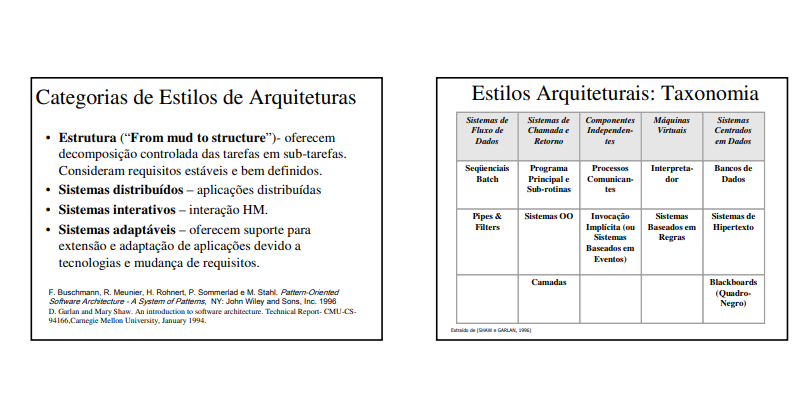 Categorias de Estilos de Arquiteturas
• Estrutura (“From mud to structure”)- oferecem
decomposição controlada das tarefas em sub-tarefas.
Consideram requisitos estáveis e bem definidos.
• Sistemas distribuídos – aplicações distribuídas
• Sistemas interativos – interação HM.
• Sistemas adaptáveis – oferecem suporte para
extensão e adaptação de aplicações devido a
tecnologias e mudança de requisitos.
F. Buschmann, R. Meunier, H. Rohnert, P. Sommerlad e M. Stahl. Pattern-Oriented
Software Architecture - A System of Patterns, NY: John Wiley and Sons, Inc. 1996
D. Garlan and Mary Shaw. An introduction to software architecture. Technical Report- CMU-CS-
94166,Carnegie Mellon University, January 1994.
Estilos Arquiteturais: Taxonomia
Sistemas de
Fluxo de
Dados
Sistemas de
Chamada e
Retorno
Componentes
Independen-
tes
Máquinas
Virtuais
Sistemas
Centrados
em Dados
Seqüenciais
Batch
Programa
Principal e
Sub-rotinas
Processos
Comunican-
tes
Interpreta-
dor
Bancos de
Dados
Pipes &
Filters
Sistemas OO
Invocação
Implícita (ou
Sistemas
Baseados em
Eventos)
Sistemas
Baseados em
Regras
Sistemas de
Hipertexto
Camadas
Blackboards
(Quadro-
Negro)
Extraído de (SHAW e GARLAN, 1996)